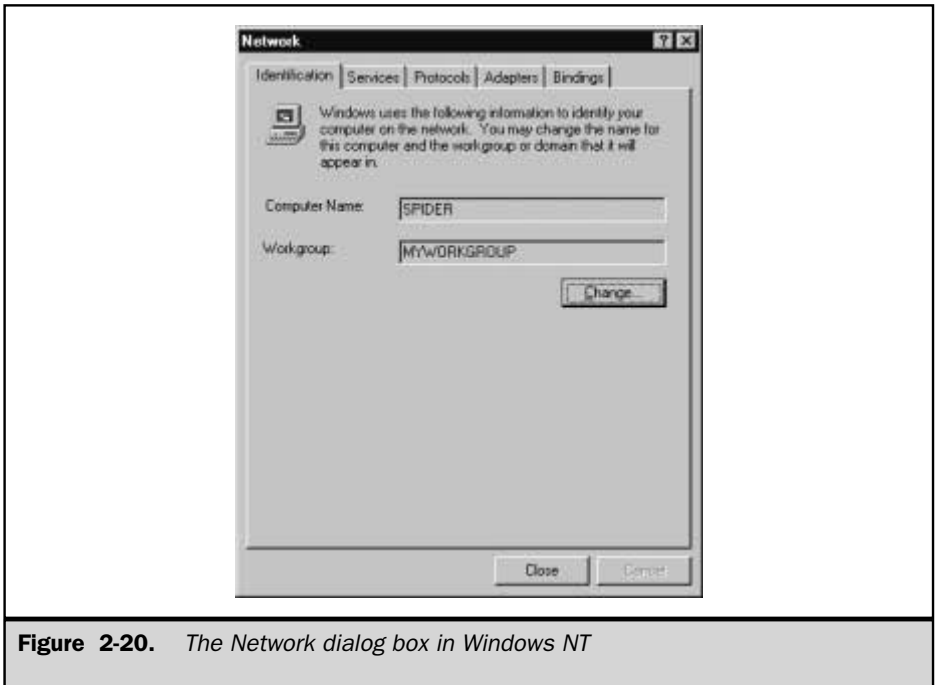 Network
Identification Services Protocols Adapters Bindings
Windows uses the following information to identify your
computer on the network. You may change the name for
this computer and the workgroup or domain that it will
appear in.
Computer Name: SPIDER
Workgroup: MYWORKGROUP
Change...
Close Cancel
Figure 2-20. The Network dialog box in Windows NT